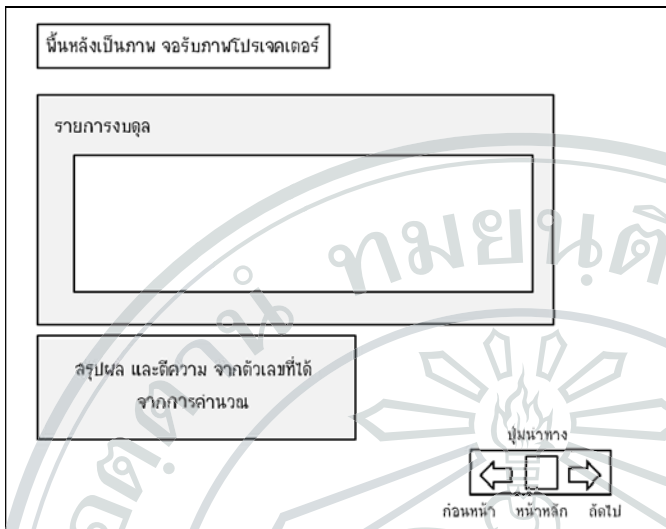 พื้นหลังเป็นภาพ จอรับภาพโปรเจคเตอร์
รายการงบดุล
สรุปผล และตีความ จากตัวเลขที่ได้
จากการคำนวณ
ปุ่มนำทาง
ก่อนหน้า หน้าหลัก ถัดไป